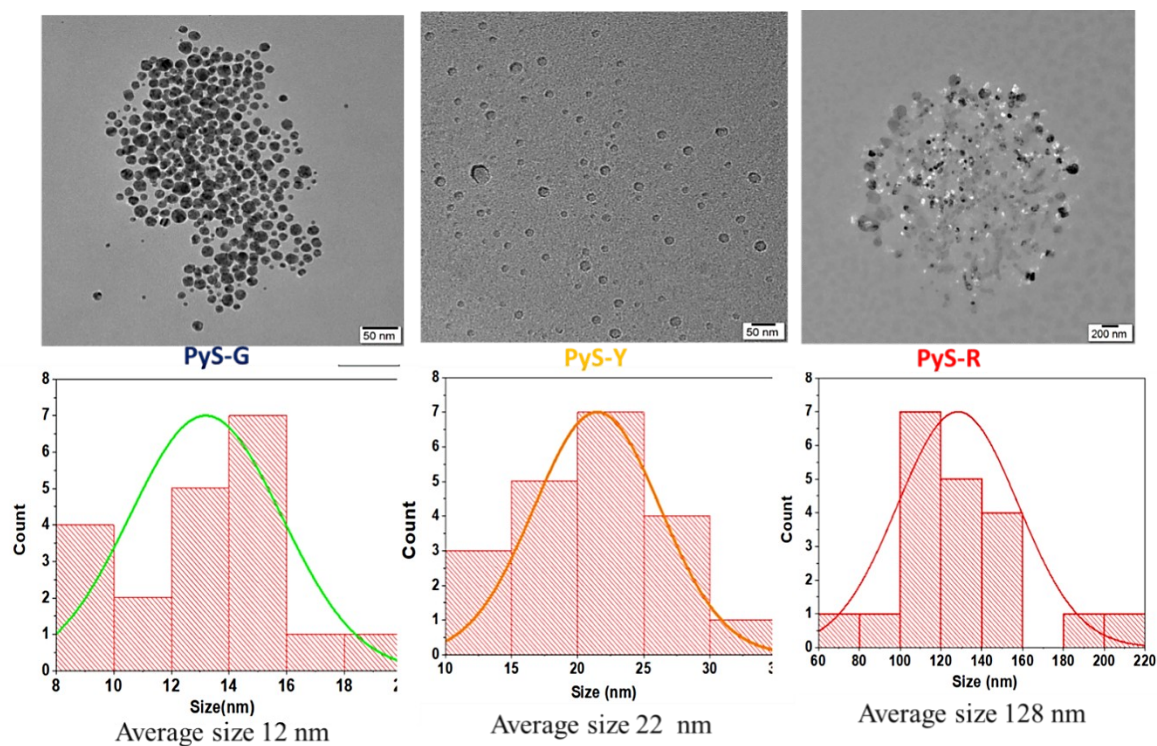 50 nm
50 nm
200 nm
PyS-G
PyS-Y
PyS-R
8
7
6
5
4
3
2
1
0
Count
8 10 12 14 16 18 2
Size(nm)
Average size 12 nm
8
7
6
5
4
3
2
1
0
Count
10 15 20 25 30 3
Size (nm)
Average size 22 nm
8
7
6
5
4
3
2
1
0
Count
60 80 100 120 140 160 180 200 220
Size (nm)
Average size 128 nm